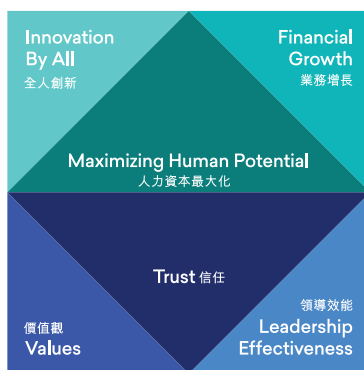 Innovation
By All
全人創新
Financial
Growth
業務增長
Maximizing Human Potential
人力資本最大化
Trust 信任
價值觀
Values
領導效能
Leadership
Effectiveness